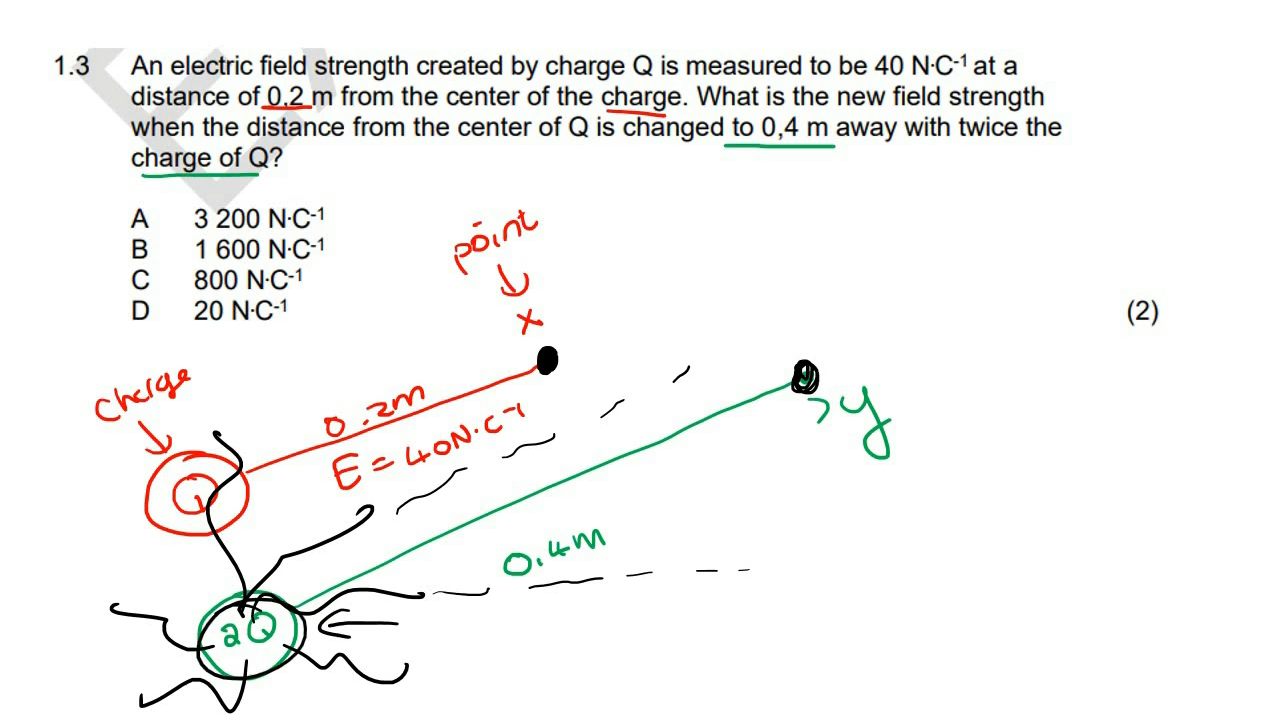 1.3 An electric field strength created by charge Q is measured to be 40 N·C⁻¹ at a
distance of 0,2 m from the center of the charge. What is the new field strength
when the distance from the center of Q is changed to 0,4 m away with twice the
charge of Q?
A 3 200 N·C⁻¹
B 1 600 N·C⁻¹
C 800 N·C⁻¹
D 20 N·C⁻¹
(2)
point
x
Charge
0.2m
E = 40N·C⁻¹
Q
y
0.4m
2Q